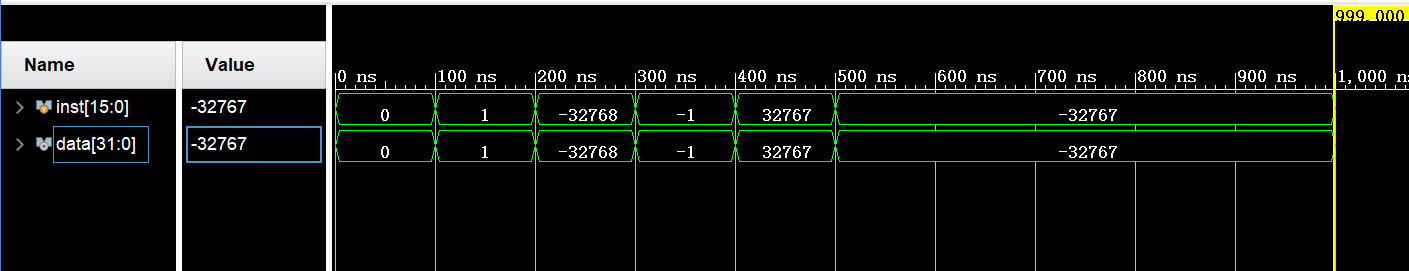 999.000
Name Value
0 ns 100 ns 200 ns 300 ns 400 ns 500 ns 600 ns 700 ns 800 ns 900 ns 1,000 ns
inst[15:0] -32767 0 1 -32768 -1 32767 -32767
data[31:0] -32767 0 1 -32768 -1 32767 -32767